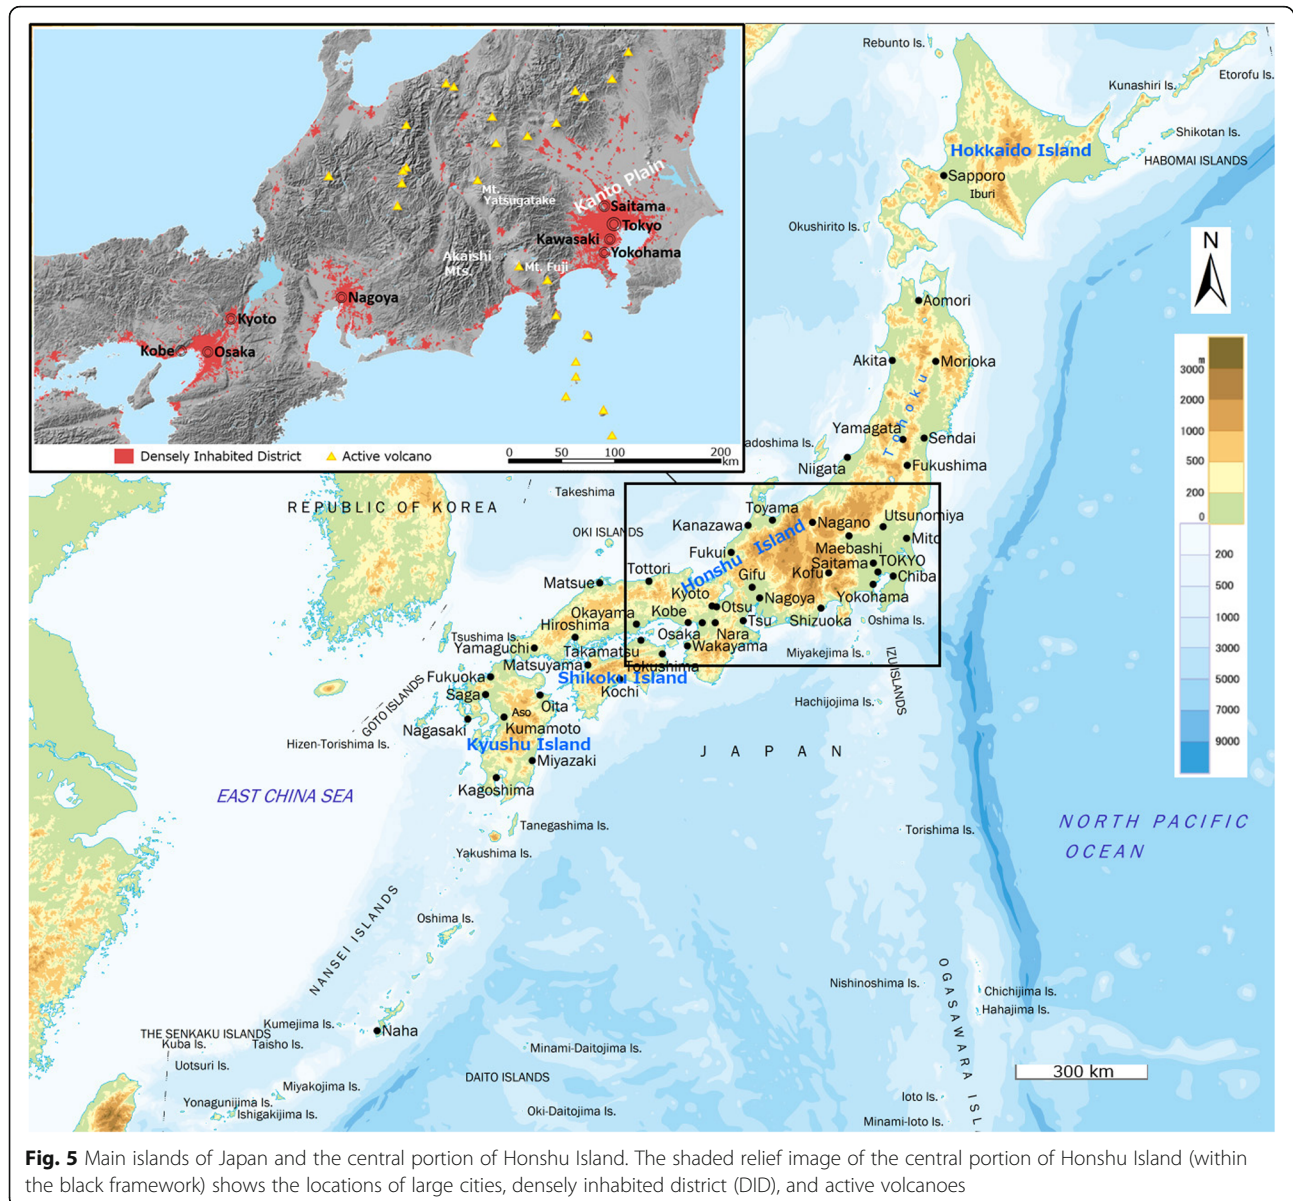 Mt.
Yatsugatake
Kanto Plain
Saitama
Tokyo
Kawasaki
Yokohama
Akaishi
Mts.
Mt. Fuji
Nagoya
Kyoto
Kobe
Osaka
Densely Inhabited District
Active volcano
0 50 100 200
km
Rebunto Is.
Etorofu Is.
Kunashiri Is.
Shikotan Is.
HABOMAI ISLANDS
Hokkaido Island
Sapporo
Iburi
Okushirito Is.
N
Aomori
Akita
Morioka
Tohoku
Yamagata
Sendai
adoshima Is.
Niigata
Fukushima
m
3000
2000
1000
500
200
0
200
500
1000
3000
5000
7000
9000
REPUBLIC OF KOREA
Takeshima
OKI ISLANDS
Toyama
Kanazawa
Nagano
Utsunomiya
Honshu Island
Maebashi
Mito
Fukui
Saitama
TOKYO
Kofu
Chiba
Tottori
Matsue
Gifu
Kyoto
Otsu
Nagoya
Yokohama
Okayama
Kobe
Hiroshima
Osaka
Nara
Tsu
Shizuoka
Oshima Is.
Tsushima Is.
Yamaguchi
Takamatsu
Wakayama
Miyakejima Is.
Matsuyama
Tokushima
IZU ISLANDS
Fukuoka
Shikoku Island
Kochi
Saga
Oita
Hachijojima Is.
GOTO ISLANDS
Aso
Nagasaki
Kumamoto
Hizen-Torishima Is.
Kyushu Island
JAPAN
Miyazaki
Kagoshima
EAST CHINA SEA
Tanegashima Is.
Torishima Is.
NORTH PACIFIC
OCEAN
Yakushima Is.
NANSEI ISLANDS
Oshima Is.
Nishinoshima Is.
OGASAWARA ISL
Chichijima Is.
Hahajima Is.
Kumejima Is.
Naha
THE SENKAKU ISLANDS
Kuba Is.
Taisho Is.
Uotsuri Is.
Minami-Daitojima Is.
DAITO ISLANDS
300 km
Miyakojima Is.
Yonagunijima Is.
Ishigakijima Is.
Oki-Daitojima Is.
Ioto Is.
Minami-Ioto Is.
Fig. 5 Main islands of Japan and the central portion of Honshu Island. The shaded relief image of the central portion of Honshu Island (within
the black framework) shows the locations of large cities, densely inhabited district (DID), and active volcanoes